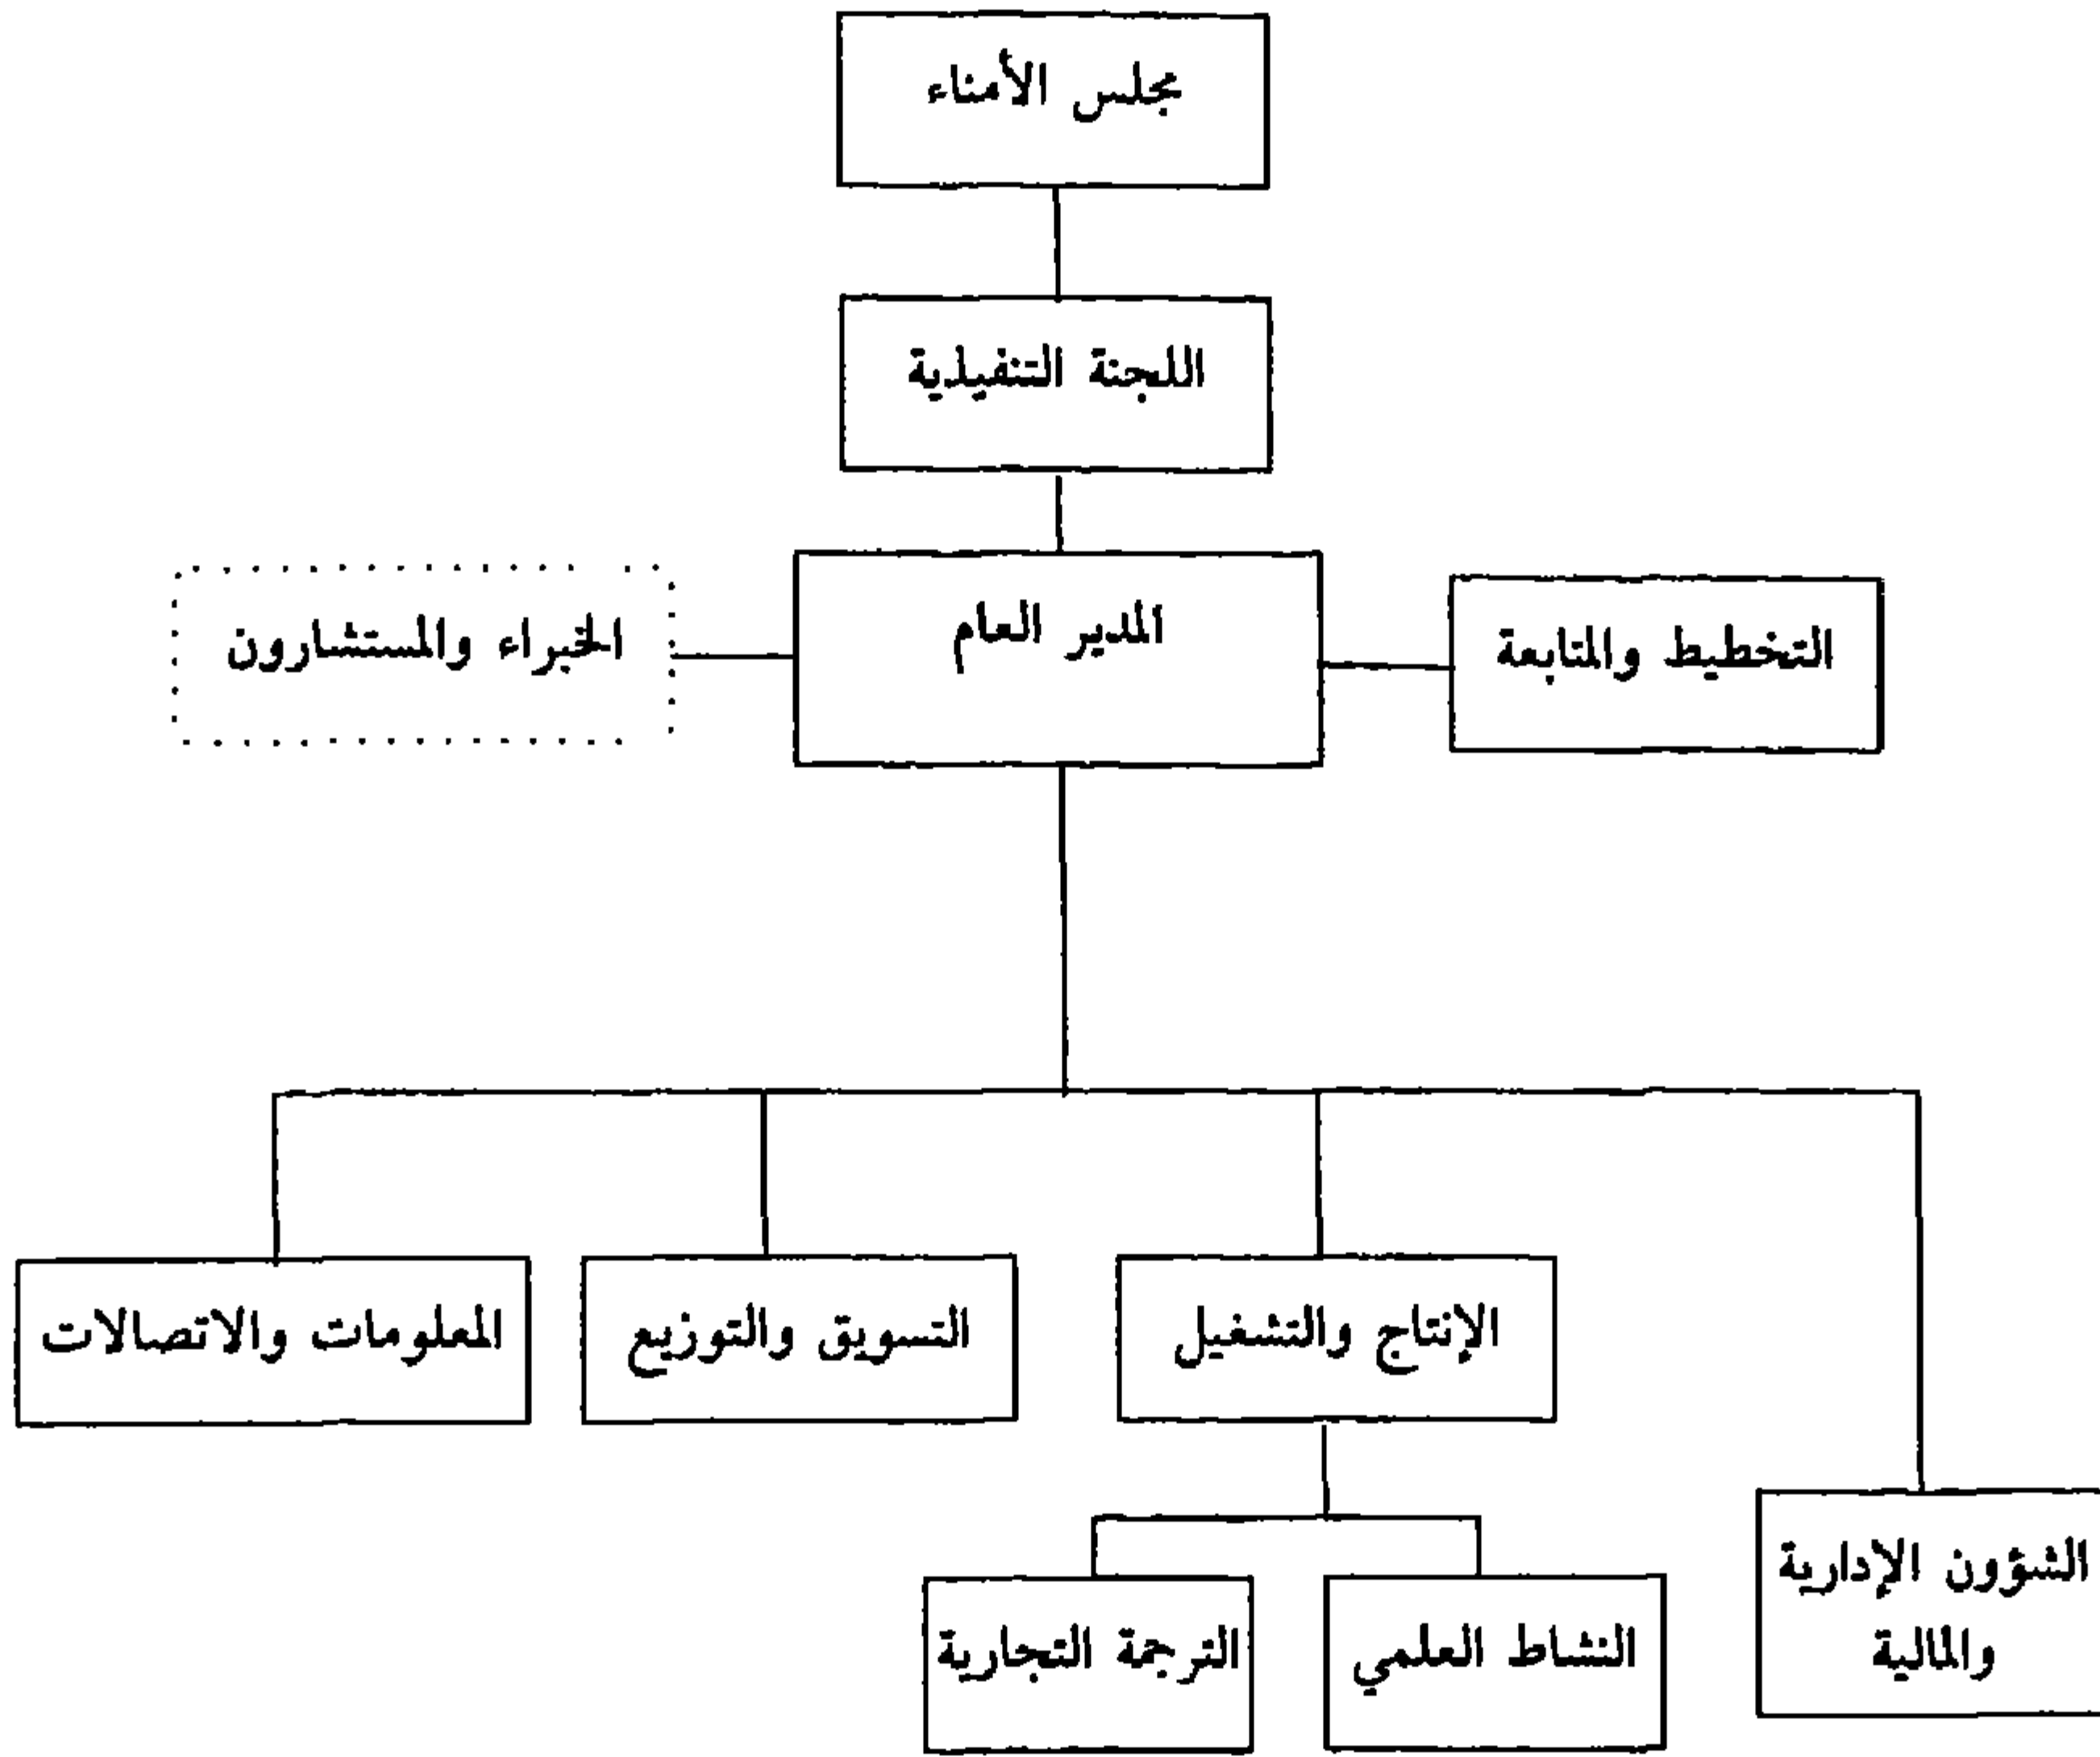 مجلس الأمناء
اللجنة التنفيذية
المدير العام
التخطيط والمتابعة
الخبراء والمستشارون
الإنتاج والتشغيل
التسويق والتوزيع
المعلومات والاتصالات
الشؤون الإدارية
والمالية
النشاط العلمي
الترجمة التجارية